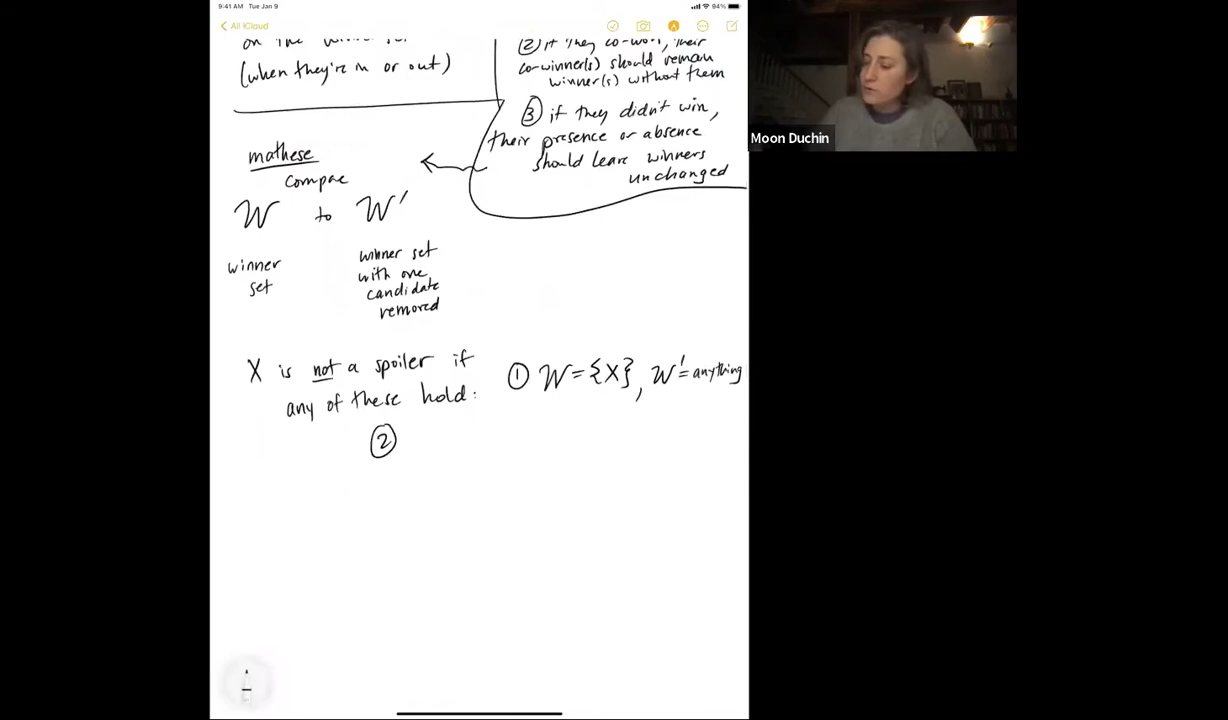 9:41 AM Tue Jan 9
94%
All iCloud
(when they're in or out)
② if they co-won, their
co-winner(s) should remain
winner(s) without them
③ if they didn't win,
their presence or absence
should leave winners
unchanged
mathese
compare
W to W'
winner
set
winner set
with one
candidate
removed
X is not a spoiler if
any of these hold:
① W = {X}, W' = anything
②
Moon Duchin